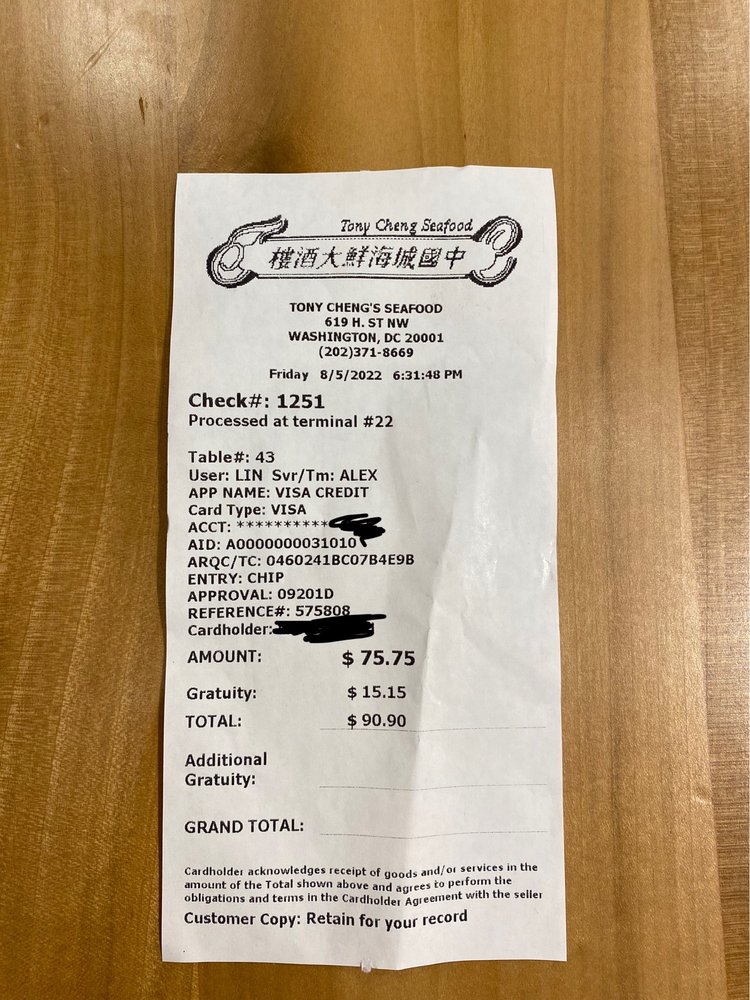 Tony Cheng Seafood
樓酒大鮮海城國中
TONY CHENG'S SEAFOOD
619 H. ST NW
WASHINGTON, DC 20001
(202)371-8669
Friday 8/5/2022 6:31:48 PM
Check#: 1251
Processed at terminal #22
Table#: 43
User: LIN Svr/Tm: ALEX
APP NAME: VISA CREDIT
Card Type: VISA
ACCT: **********
AID: A0000000031010
ARQC/TC: 0460241BC07B4E9B
ENTRY: CHIP
APPROVAL: 09201D
REFERENCE#: 575808
Cardholder:
AMOUNT: $ 75.75
Gratuity: $ 15.15
TOTAL: $ 90.90
Additional
Gratuity:
GRAND TOTAL:
Cardholder acknowledges receipt of goods and/or services in the
amount of the Total shown above and agrees to perform the
obligations and terms in the Cardholder Agreement with the seller
Customer Copy: Retain for your record